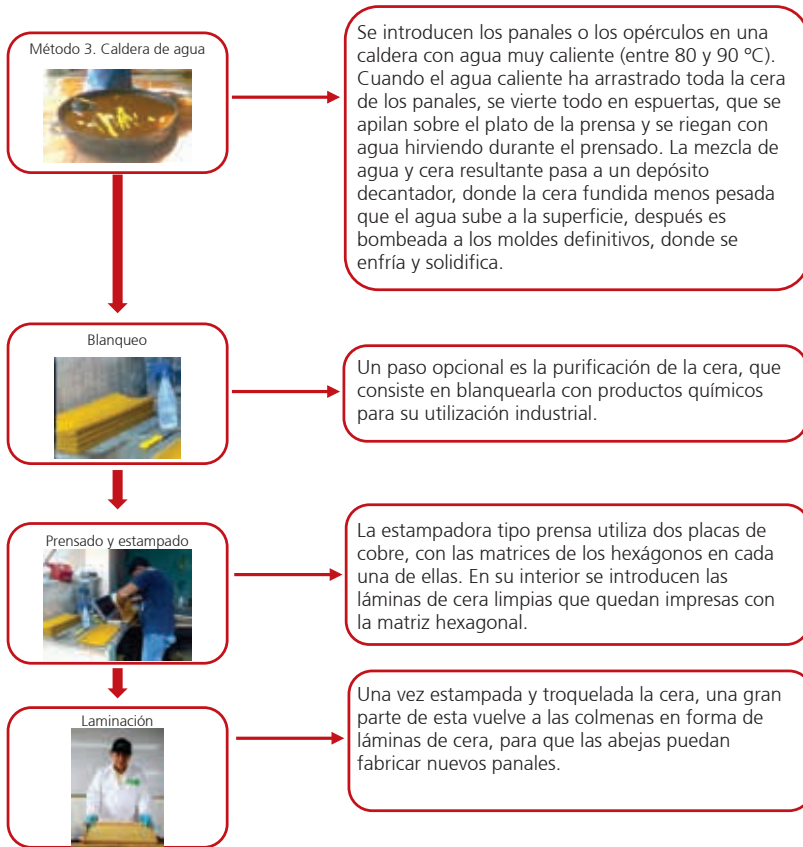 Método 3. Caldera de agua
Se introducen los panales o los opérculos en una
caldera con agua muy caliente (entre 80 y 90 ºC).
Cuando el agua caliente ha arrastrado toda la cera
de los panales, se vierte todo en espuertas, que se
apilan sobre el plato de la prensa y se riegan con
agua hirviendo durante el prensado. La mezcla de
agua y cera resultante pasa a un depósito
decantador, donde la cera fundida menos pesada
que el agua sube a la superficie, después es
bombeada a los moldes definitivos, donde se
enfría y solidifica.
Blanqueo
Un paso opcional es la purificación de la cera, que
consiste en blanquearla con productos químicos
para su utilización industrial.
Prensado y estampado
La estampadora tipo prensa utiliza dos placas de
cobre, con las matrices de los hexágonos en cada
una de ellas. En su interior se introducen las
láminas de cera limpias que quedan impresas con
la matriz hexagonal.
Laminación
Una vez estampada y troquelada la cera, una gran
parte de esta vuelve a las colmenas en forma de
láminas de cera, para que las abejas puedan
fabricar nuevos panales.